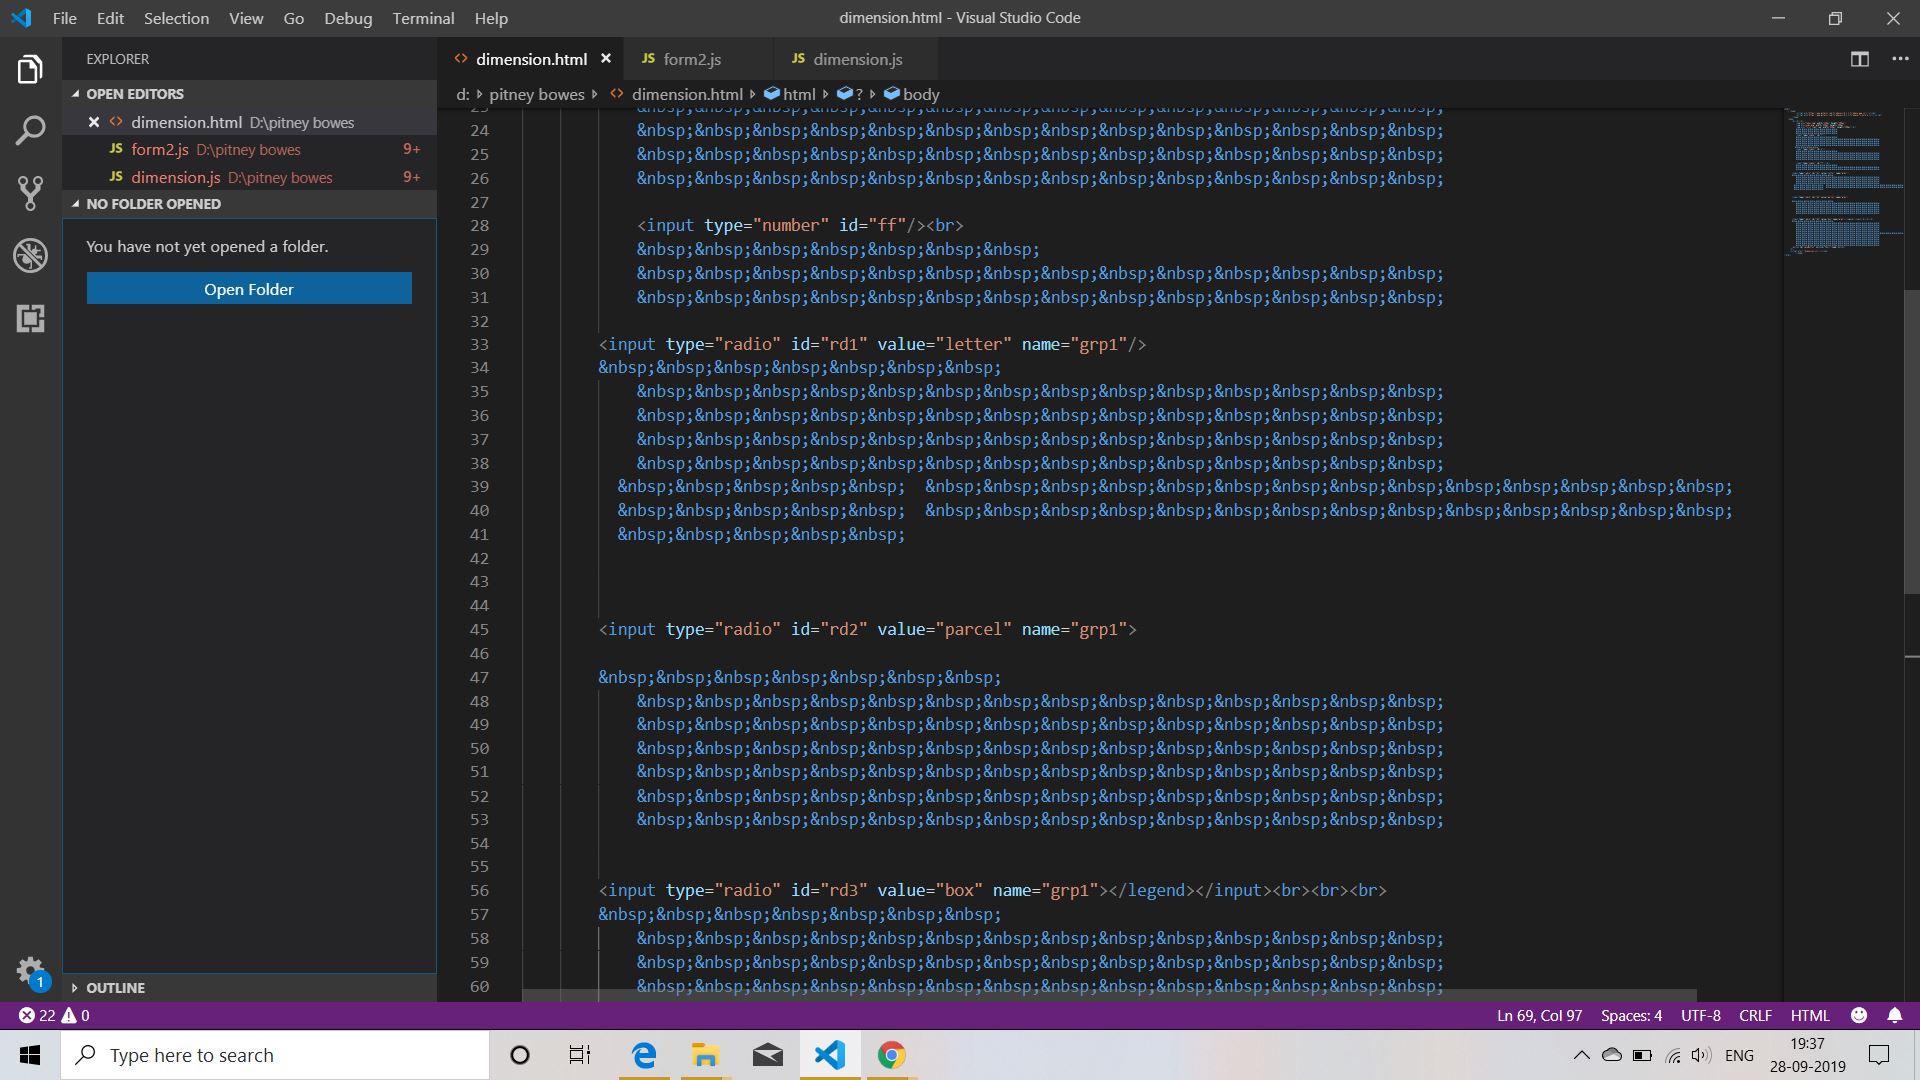 File Edit Selection View Go Debug Terminal Help
dimension.html - Visual Studio Code
EXPLORER
OPEN EDITORS
dimension.html D:\pitney bowes
JS form2.js D:\pitney bowes 9+
JS dimension.js D:\pitney bowes 9+
NO FOLDER OPENED
You have not yet opened a folder.
Open Folder
OUTLINE
1
<> dimension.html × JS form2.js JS dimension.js
d: pitney bowes <> dimension.html html ? body
24 &nbsp;&nbsp;&nbsp;&nbsp;&nbsp;&nbsp;&nbsp;&nbsp;&nbsp;&nbsp;&nbsp;&nbsp;&nbsp;&nbsp;
25 &nbsp;&nbsp;&nbsp;&nbsp;&nbsp;&nbsp;&nbsp;&nbsp;&nbsp;&nbsp;&nbsp;&nbsp;&nbsp;&nbsp;
26 &nbsp;&nbsp;&nbsp;&nbsp;&nbsp;&nbsp;&nbsp;&nbsp;&nbsp;&nbsp;&nbsp;&nbsp;&nbsp;&nbsp;
27
28 <input type="number" id="ff"/><br>
29 &nbsp;&nbsp;&nbsp;&nbsp;&nbsp;&nbsp;&nbsp;
30 &nbsp;&nbsp;&nbsp;&nbsp;&nbsp;&nbsp;&nbsp;&nbsp;&nbsp;&nbsp;&nbsp;&nbsp;&nbsp;&nbsp;
31 &nbsp;&nbsp;&nbsp;&nbsp;&nbsp;&nbsp;&nbsp;&nbsp;&nbsp;&nbsp;&nbsp;&nbsp;&nbsp;&nbsp;
32
33 <input type="radio" id="rd1" value="letter" name="grp1"/>
34 &nbsp;&nbsp;&nbsp;&nbsp;&nbsp;&nbsp;&nbsp;
35 &nbsp;&nbsp;&nbsp;&nbsp;&nbsp;&nbsp;&nbsp;&nbsp;&nbsp;&nbsp;&nbsp;&nbsp;&nbsp;&nbsp;
36 &nbsp;&nbsp;&nbsp;&nbsp;&nbsp;&nbsp;&nbsp;&nbsp;&nbsp;&nbsp;&nbsp;&nbsp;&nbsp;&nbsp;
37 &nbsp;&nbsp;&nbsp;&nbsp;&nbsp;&nbsp;&nbsp;&nbsp;&nbsp;&nbsp;&nbsp;&nbsp;&nbsp;&nbsp;
38 &nbsp;&nbsp;&nbsp;&nbsp;&nbsp;&nbsp;&nbsp;&nbsp;&nbsp;&nbsp;&nbsp;&nbsp;&nbsp;&nbsp;
39 &nbsp;&nbsp;&nbsp;&nbsp;&nbsp; &nbsp;&nbsp;&nbsp;&nbsp;&nbsp;&nbsp;&nbsp;&nbsp;&nbsp;&nbsp;&nbsp;&nbsp;&nbsp;&nbsp;
40 &nbsp;&nbsp;&nbsp;&nbsp;&nbsp; &nbsp;&nbsp;&nbsp;&nbsp;&nbsp;&nbsp;&nbsp;&nbsp;&nbsp;&nbsp;&nbsp;&nbsp;&nbsp;&nbsp;
41 &nbsp;&nbsp;&nbsp;&nbsp;&nbsp;
42
43
44
45 <input type="radio" id="rd2" value="parcel" name="grp1">
46
47 &nbsp;&nbsp;&nbsp;&nbsp;&nbsp;&nbsp;&nbsp;
48 &nbsp;&nbsp;&nbsp;&nbsp;&nbsp;&nbsp;&nbsp;&nbsp;&nbsp;&nbsp;&nbsp;&nbsp;&nbsp;&nbsp;
49 &nbsp;&nbsp;&nbsp;&nbsp;&nbsp;&nbsp;&nbsp;&nbsp;&nbsp;&nbsp;&nbsp;&nbsp;&nbsp;&nbsp;
50 &nbsp;&nbsp;&nbsp;&nbsp;&nbsp;&nbsp;&nbsp;&nbsp;&nbsp;&nbsp;&nbsp;&nbsp;&nbsp;&nbsp;
51 &nbsp;&nbsp;&nbsp;&nbsp;&nbsp;&nbsp;&nbsp;&nbsp;&nbsp;&nbsp;&nbsp;&nbsp;&nbsp;&nbsp;
52 &nbsp;&nbsp;&nbsp;&nbsp;&nbsp;&nbsp;&nbsp;&nbsp;&nbsp;&nbsp;&nbsp;&nbsp;&nbsp;&nbsp;
53 &nbsp;&nbsp;&nbsp;&nbsp;&nbsp;&nbsp;&nbsp;&nbsp;&nbsp;&nbsp;&nbsp;&nbsp;&nbsp;&nbsp;
54
55
56 <input type="radio" id="rd3" value="box" name="grp1"></legend></input><br><br><br>
57 &nbsp;&nbsp;&nbsp;&nbsp;&nbsp;&nbsp;&nbsp;
58 &nbsp;&nbsp;&nbsp;&nbsp;&nbsp;&nbsp;&nbsp;&nbsp;&nbsp;&nbsp;&nbsp;&nbsp;&nbsp;&nbsp;
59 &nbsp;&nbsp;&nbsp;&nbsp;&nbsp;&nbsp;&nbsp;&nbsp;&nbsp;&nbsp;&nbsp;&nbsp;&nbsp;&nbsp;
60 &nbsp;&nbsp;&nbsp;&nbsp;&nbsp;&nbsp;&nbsp;&nbsp;&nbsp;&nbsp;&nbsp;&nbsp;&nbsp;&nbsp;
22 0 Ln 69, Col 97 Spaces: 4 UTF-8 CRLF HTML
Type here to search
ENG
19:37
28-09-2019